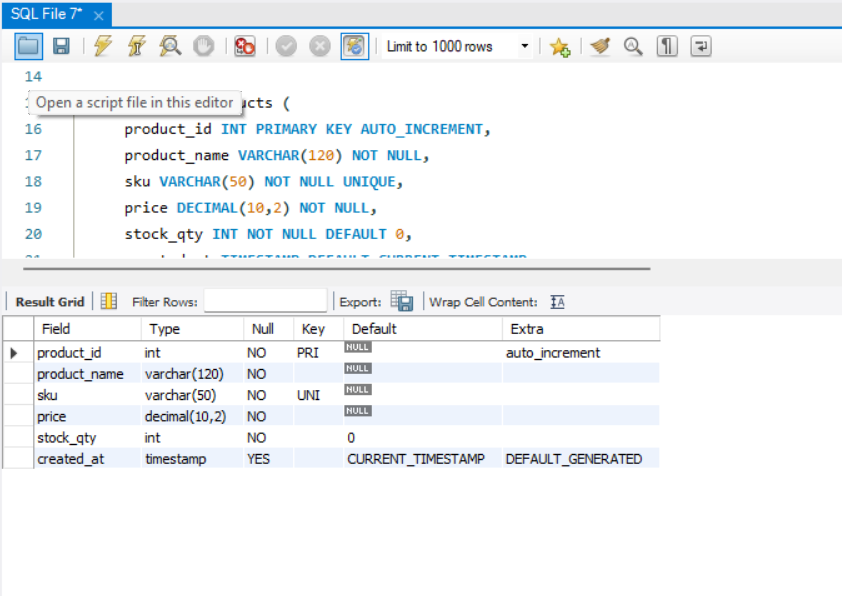 SQL File 7*
Limit to 1000 rows
14
Open a script file in this editor
ucts (
16 product_id INT PRIMARY KEY AUTO_INCREMENT,
17 product_name VARCHAR(120) NOT NULL,
18 sku VARCHAR(50) NOT NULL UNIQUE,
19 price DECIMAL(10,2) NOT NULL,
20 stock_qty INT NOT NULL DEFAULT 0,
Result Grid Filter Rows: Export: Wrap Cell Content:
Field Type Null Key Default Extra
product_id int NO PRI NULL auto_increment
product_name varchar(120) NO NULL
sku varchar(50) NO UNI NULL
price decimal(10,2) NO NULL
stock_qty int NO 0
created_at timestamp YES CURRENT_TIMESTAMP DEFAULT_GENERATED